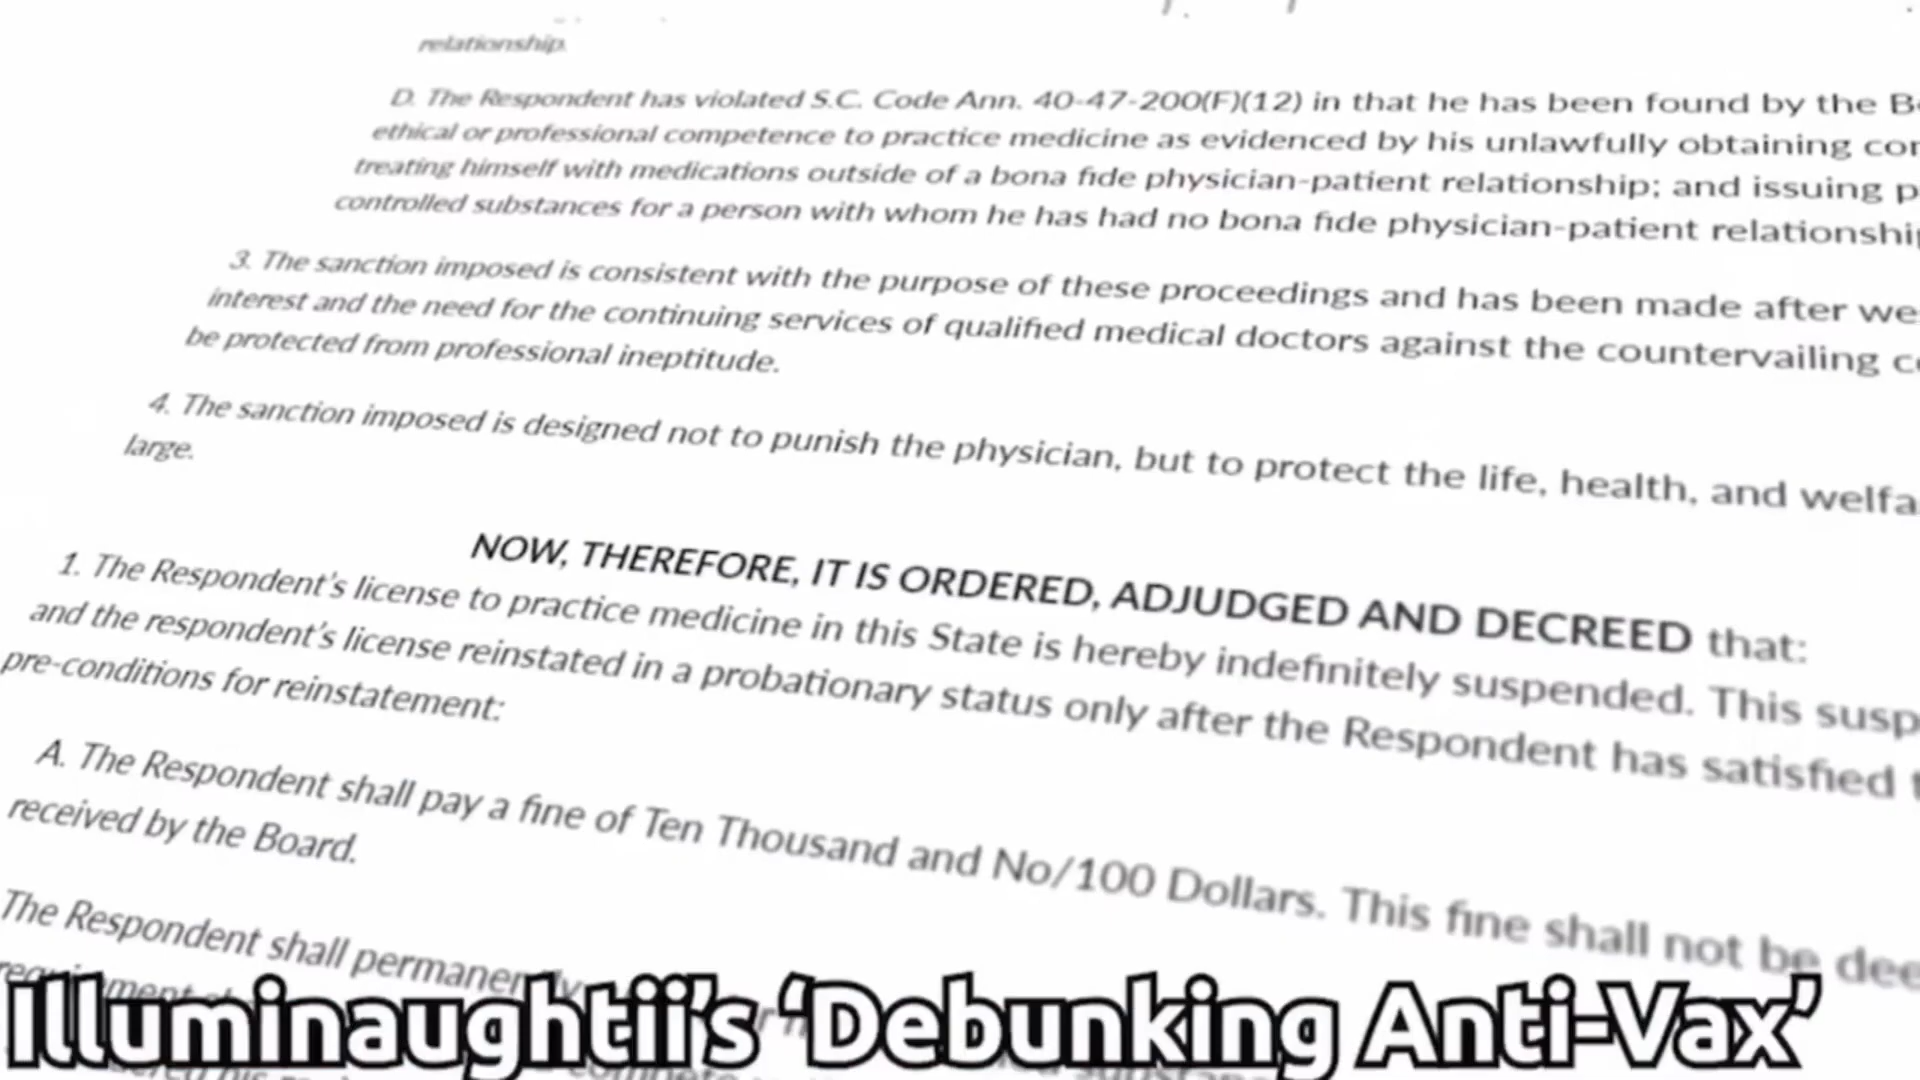 relationship.
D. The Respondent has violated S.C. Code Ann. 40-47-200(F)(12) in that he has been found by the
ethical or professional competence to practice medicine as evidenced by his unlawfully obtaining
treating himself with medications outside of a bona fide physician-patient relationship; and issuing
controlled substances for a person with whom he has had no bona fide physician-patient relationship
3. The sanction imposed is consistent with the purpose of these proceedings and has been made after
interest and the need for the continuing services of qualified medical doctors against the countervailing
be protected from professional ineptitude.
4. The sanction imposed is designed not to punish the physician, but to protect the life, health, and
large.
NOW, THEREFORE, IT IS ORDERED, ADJUDGED AND DECREED that:
1. The Respondent's license to practice medicine in this State is hereby indefinitely suspended. This
and the respondent's license reinstated in a probationary status only after the Respondent has satisfied
pre-conditions for reinstatement:
A. The Respondent shall pay a fine of Ten Thousand and No/100 Dollars. This fine shall not be
received by the Board.
The Respondent shall
Illuminaughtii's 'Debunking Anti-Vax'